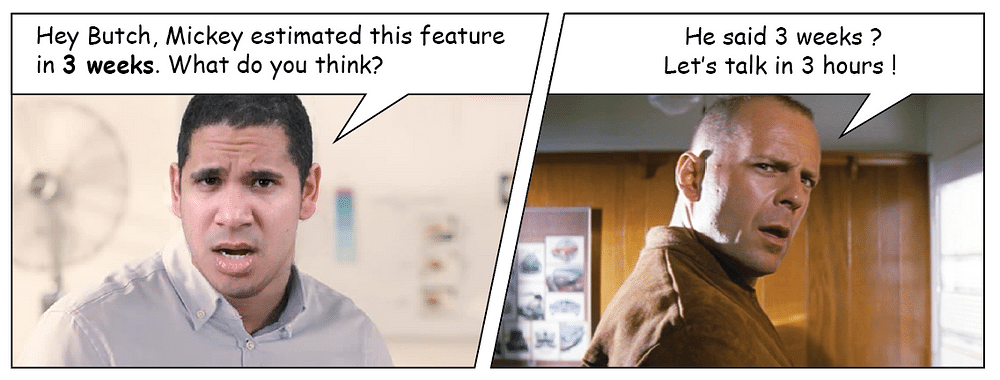 Hey Butch, Mickey estimated this feature
in 3 weeks. What do you think?
He said 3 weeks ?
Let's talk in 3 hours !